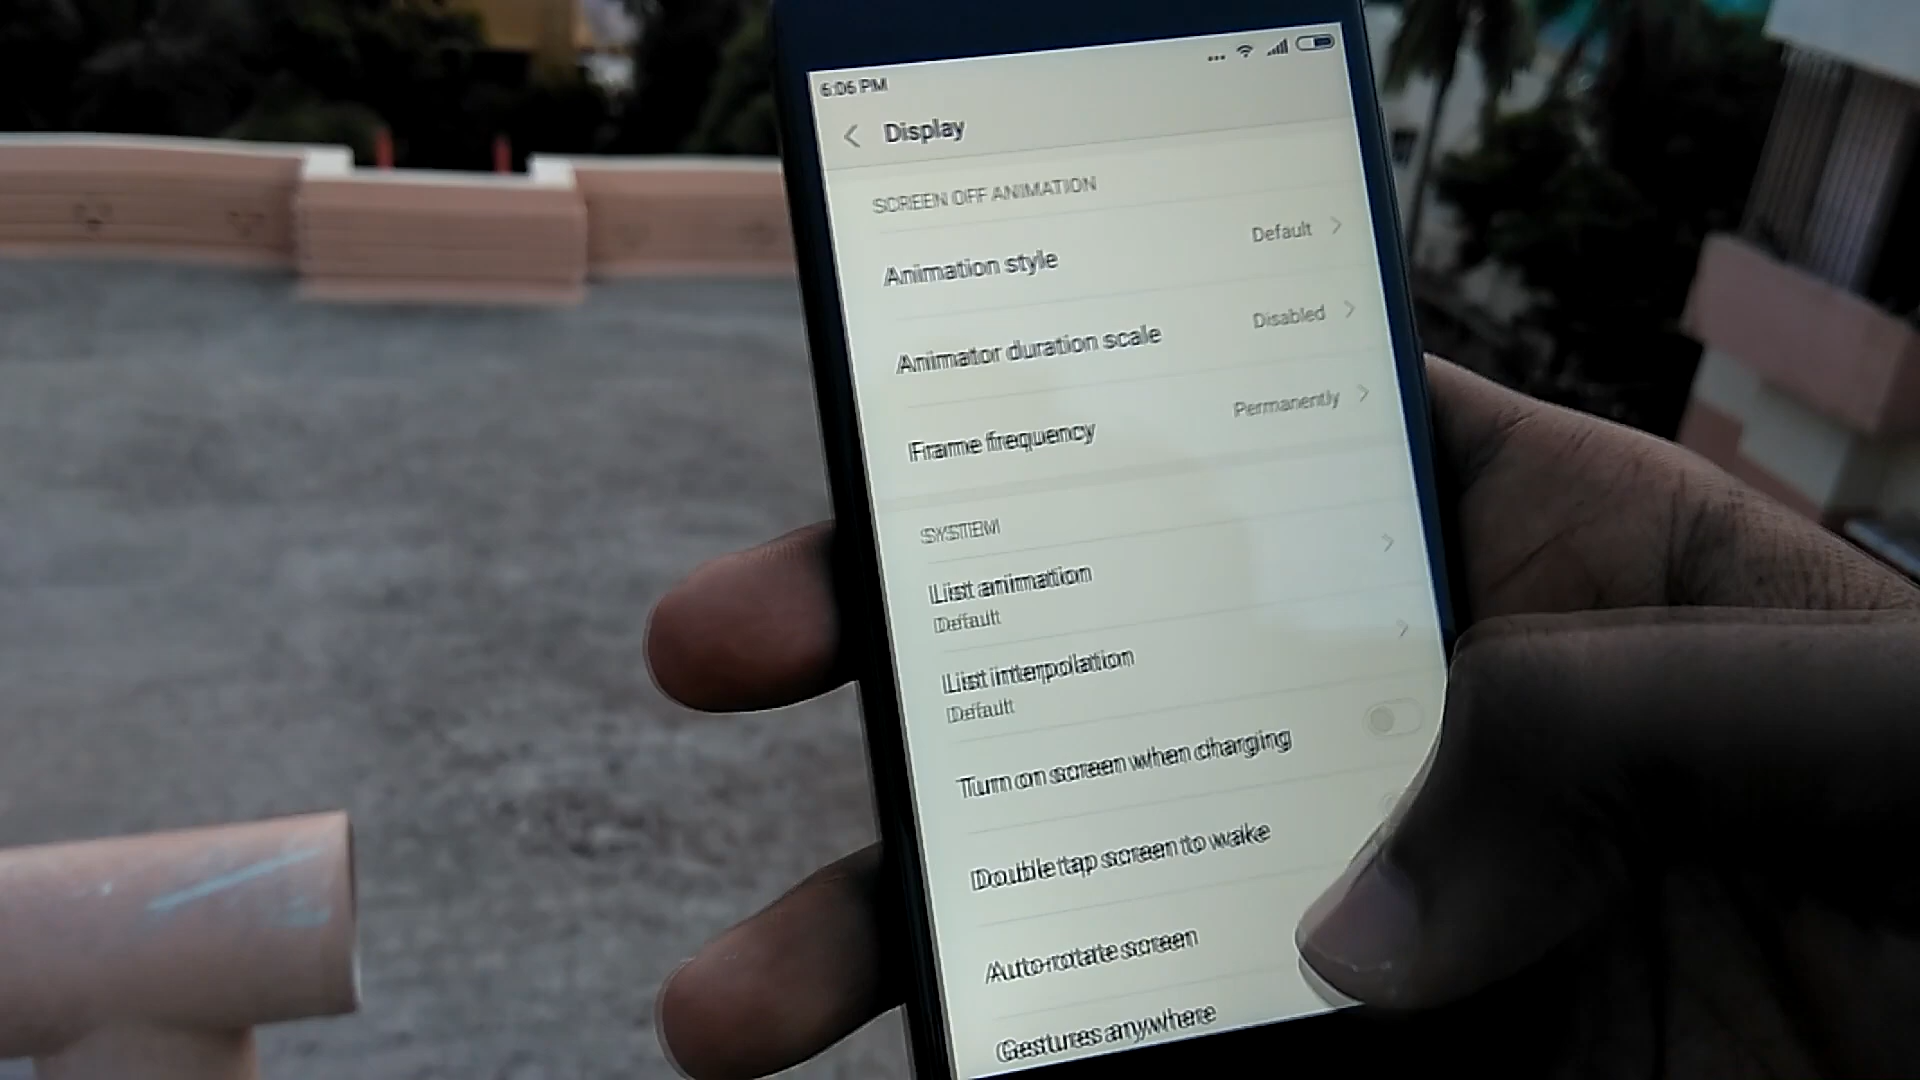 6:06 PM
Display
SCREEN OFF ANIMATION
Animation style
Default
Animator duration scale
Disabled
Frame frequency
Permanently
SYSTEM
List animation
Default
List interpolation
Default
Turn on screen when charging
Double tap screen to wake
Auto-rotate screen
Gestures anywhere